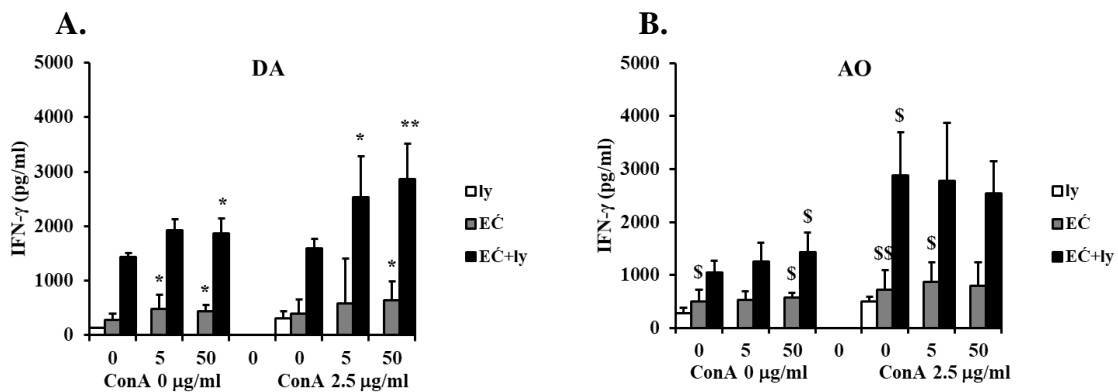 A.
DA
IFN-γ (pg/ml)
5000
4000
3000
2000
1000
0
* * * * ** *
ly
EĆ
EĆ+ly
0 5 50 0 0 5 50
ConA 0 µg/ml ConA 2.5 µg/ml
B.
AO
IFN-γ (pg/ml)
5000
4000
3000
2000
1000
0
$ $ $ $$ $ $
ly
EĆ
EĆ+ly
0 5 50 0 0 5 50
ConA 0 µg/ml ConA 2.5 µg/ml